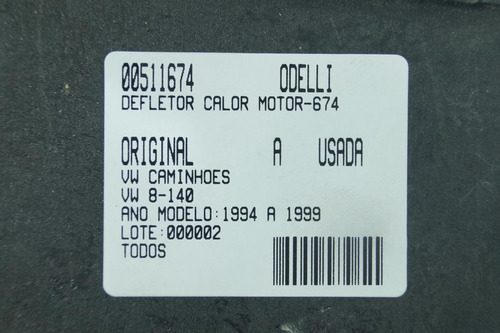 00511674 ODELLI
DEFLETOR CALOR MOTOR-674
ORIGINAL A USADA
VW CAMINHOES
VW 8-140
ANO MODELO:1994 A 1999
LOTE:000002
TODOS